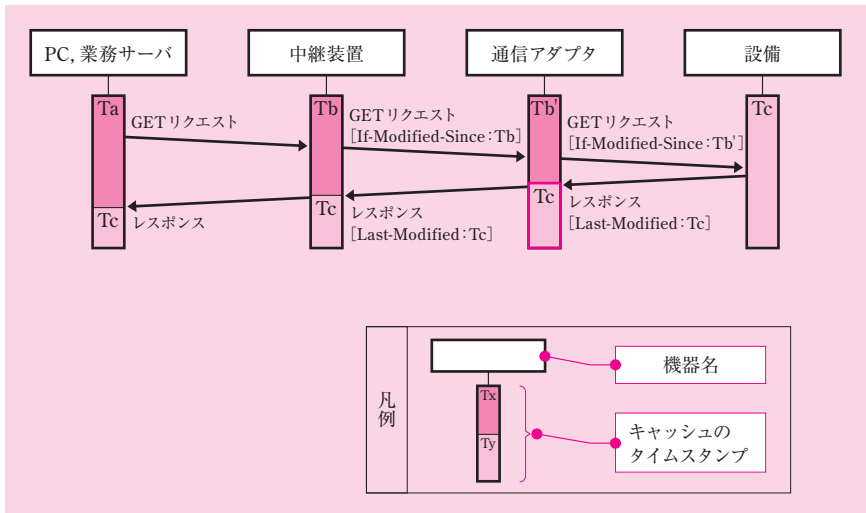 PC, 業務サーバ
中継装置
通信アダプタ
設備
Ta
Tb
Tb'
Tc
GETリクエスト
GETリクエスト
[If-Modified-Since：Tb]
GETリクエスト
[If-Modified-Since：Tb']
Tc
レスポンス
Tc
レスポンス
[Last-Modified：Tc]
Tc
レスポンス
[Last-Modified：Tc]
凡例
機器名
Tx
Ty
キャッシュの
タイムスタンプ